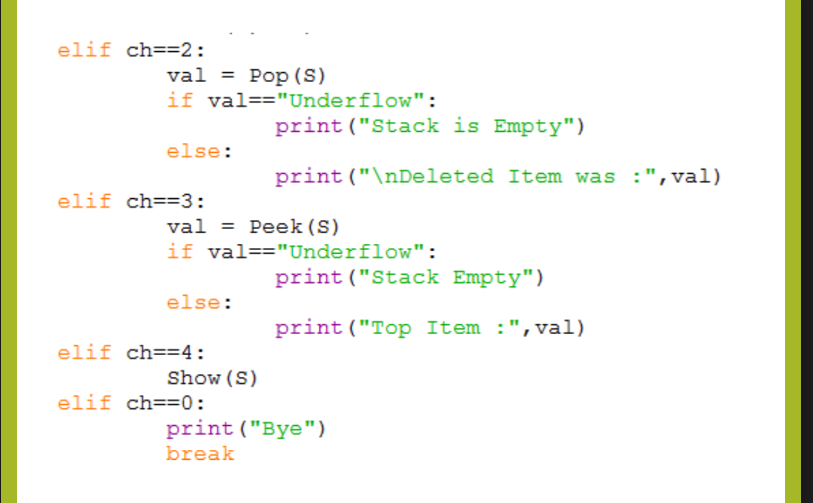 elif ch==2:
val = Pop(S)
if val=="Underflow":
print("Stack is Empty")
else:
print("\nDeleted Item was :",val)
elif ch==3:
val = Peek(S)
if val=="Underflow":
print("Stack Empty")
else:
print("Top Item :",val)
elif ch==4:
Show(S)
elif ch==0:
print("Bye")
break